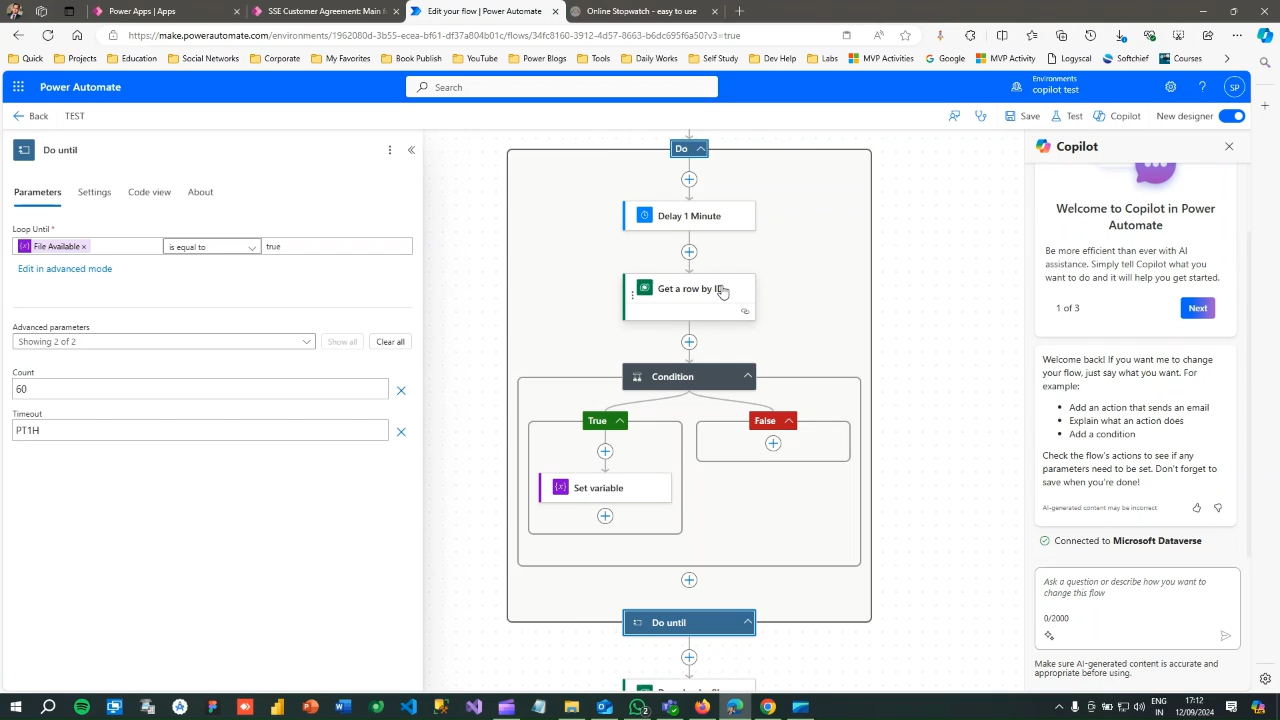 Power Apps | Apps
SSE Customer Agreement: Main f
Edit your flow | Power Automate
Online Stopwatch - easy to use
https://make.powerautomate.com/environments/1962080d-3b55-ecea-bf61-df37a804b01c/flows/34fc8160-3912-4d57-8663-b6dc695f6a50?v3=true
Quick
Projects
Education
Social Networks
Corporate
My Favorites
Book Publish
YouTube
Power Blogs
Tools
Daily Works
Self Study
Dev Help
Labs
MVP Activities
Google
MVP Activity
Logyscal
Softchief
Courses
Power Automate
Search
Environments
copilot test
SP
Back
TEST
Save
Test
Copilot
New designer
Do until
Parameters
Settings
Code view
About
Loop Until *
File Available ×
is equal to
true
Edit in advanced mode
Advanced parameters
Showing 2 of 2
Show all
Clear all
Count
60
Timeout
PT1H
Do
Delay 1 Minute
Get a row by ID
Condition
True
False
Set variable
Do until
Copilot
Welcome to Copilot in Power
Automate
Be more efficient than ever with AI
assistance. Simply tell Copilot what you
want to do and it will help you get started.
1 of 3
Next
Welcome back! If you want me to change
your flow, just say what you want. For
example:
• Add an action that sends an email
• Explain what an action does
• Add a condition
Check the flow's actions to see if any
parameters need to be set. Don't forget to
save when you're done!
AI-generated content may be incorrect
Connected to Microsoft Dataverse
Ask a question or describe how you want to
change this flow
0/2000
Make sure AI-generated content is accurate and
appropriate before using.
ENG
IN
17:12
12/09/2024